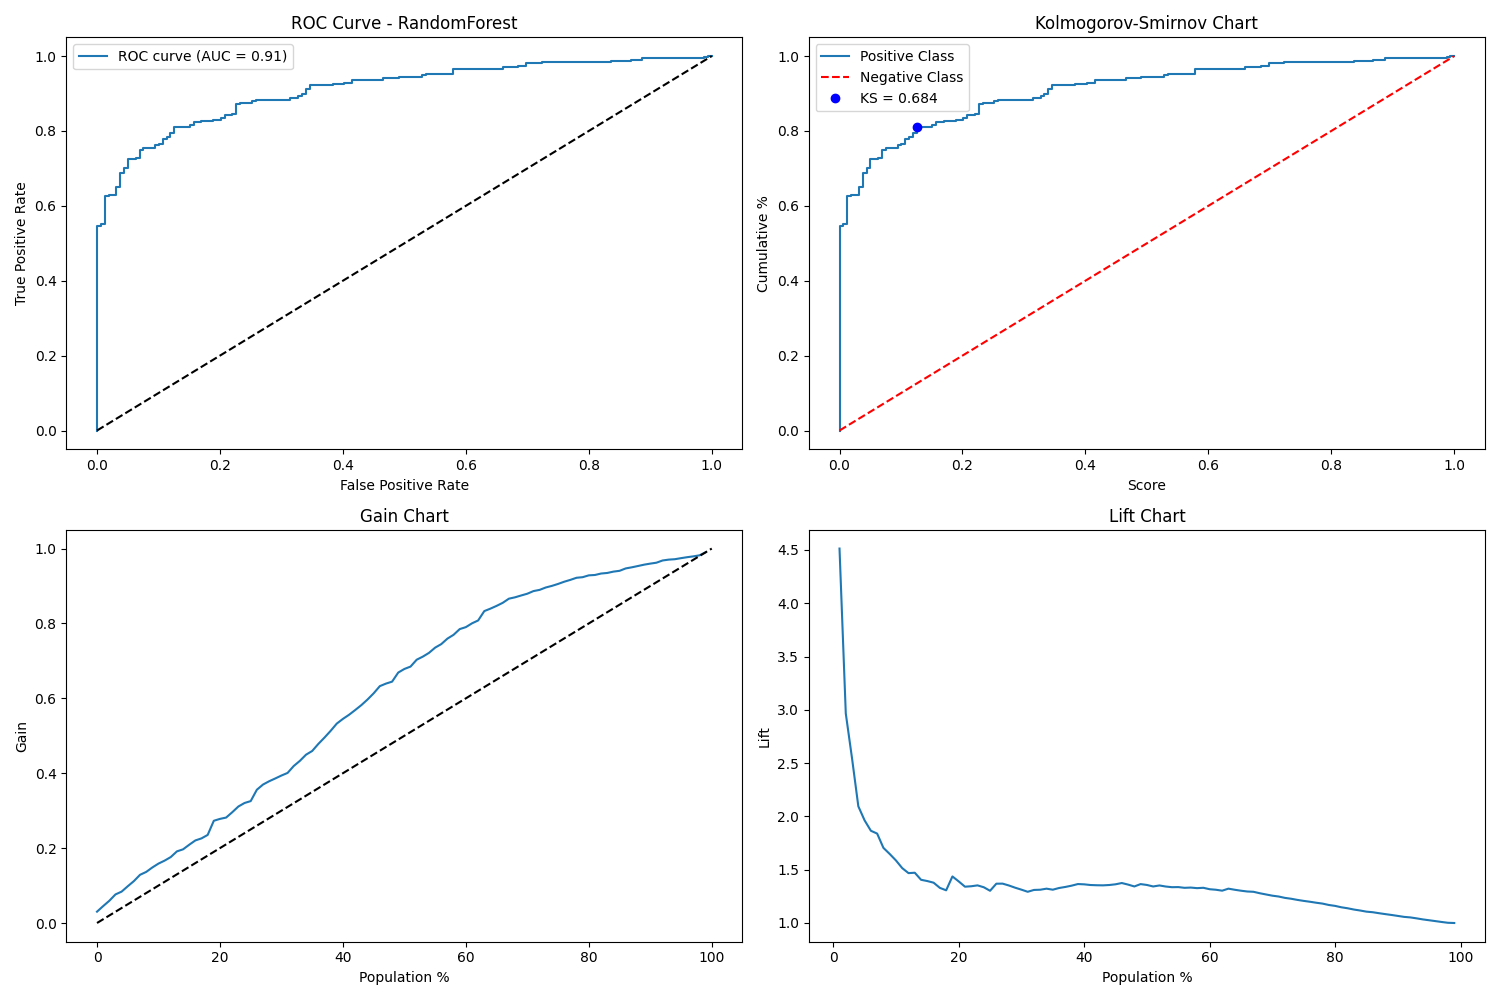 ROC Curve - RandomForest
ROC curve (AUC = 0.91)
1.0
0.8
0.6
0.4
0.2
0.0
True Positive Rate
0.0 0.2 0.4 0.6 0.8 1.0
False Positive Rate
Kolmogorov-Smirnov Chart
Positive Class
Negative Class
KS = 0.684
1.0
0.8
0.6
0.4
0.2
0.0
Cumulative %
0.0 0.2 0.4 0.6 0.8 1.0
Score
Gain Chart
1.0
0.8
0.6
0.4
0.2
0.0
Gain
0 20 40 60 80 100
Population %
Lift Chart
4.5
4.0
3.5
3.0
2.5
2.0
1.5
1.0
Lift
0 20 40 60 80 100
Population %